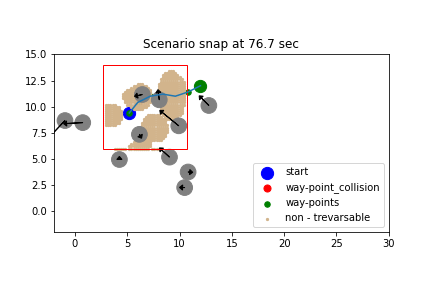 Scenario snap at 76.7 sec
15.0
12.5
10.0
7.5
5.0
2.5
0.0
0 5 10 15 20 25 30
start
way-point_collision
way-points
non - trevarsable